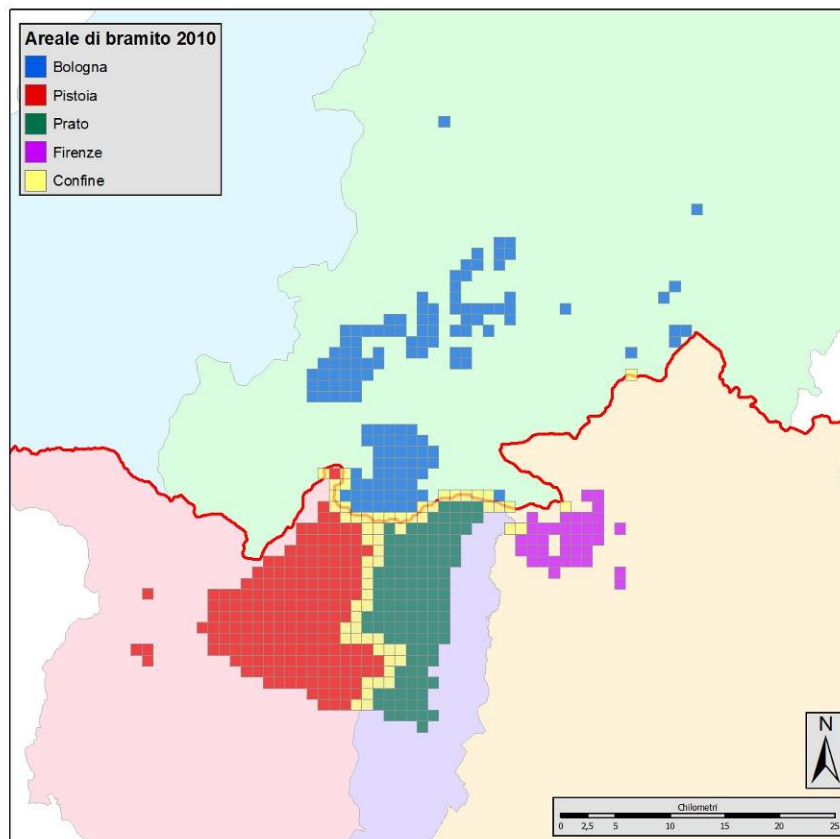 Areale di bramito 2010
Bologna
Pistoia
Prato
Firenze
Confine
N
Chilometri
0 2,5 5 10 15 20 25